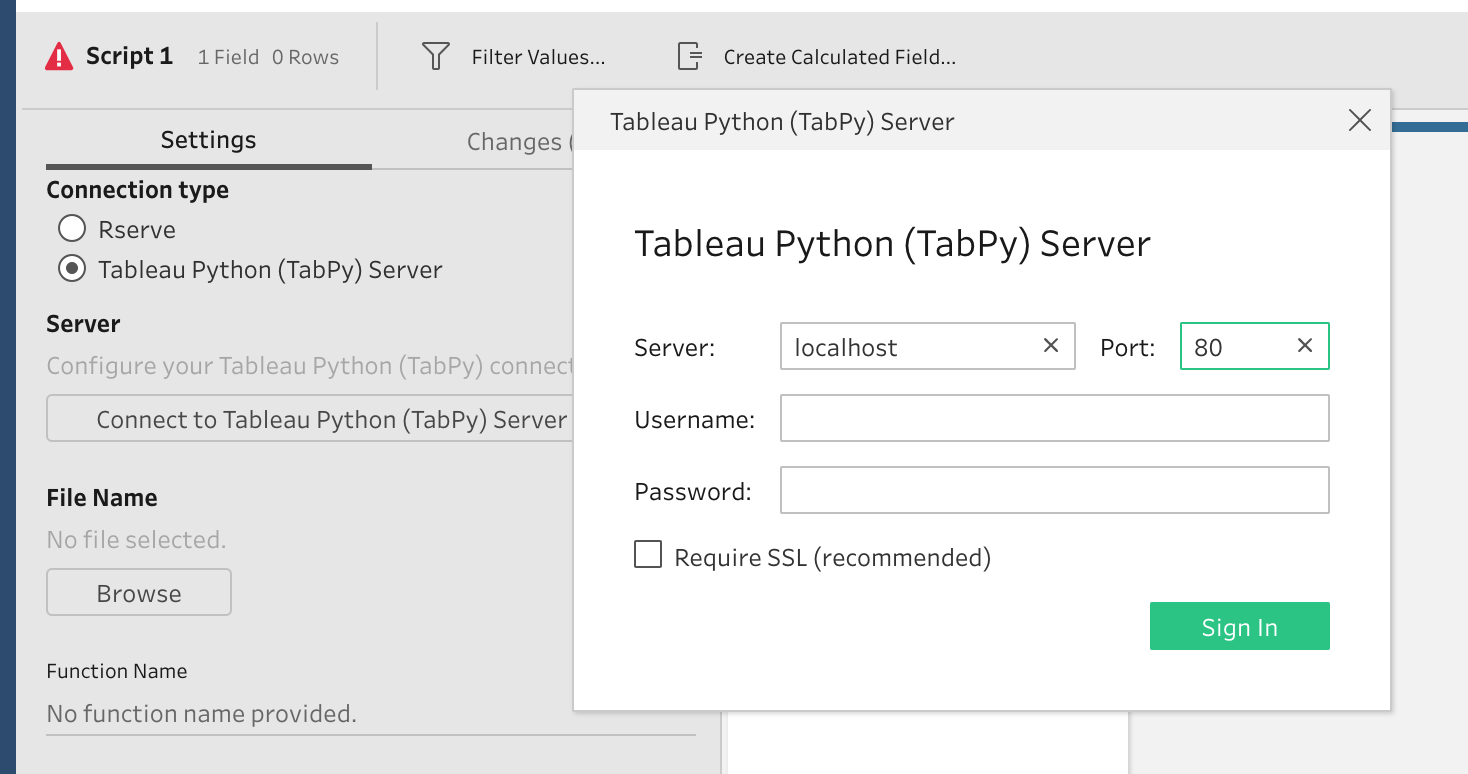 Script 1 1 Field 0 Rows Filter Values... Create Calculated Field...
Settings Changes (
Connection type
Rserve
Tableau Python (TabPy) Server
Server
Configure your Tableau Python (TabPy)
Connect to Tableau Python (TabPy) Server
File Name
No file selected.
Browse
Function Name
No function name provided.
Tableau Python (TabPy) Server
Tableau Python (TabPy) Server
Server: localhost Port: 80
Username:
Password:
Require SSL (recommended)
Sign In